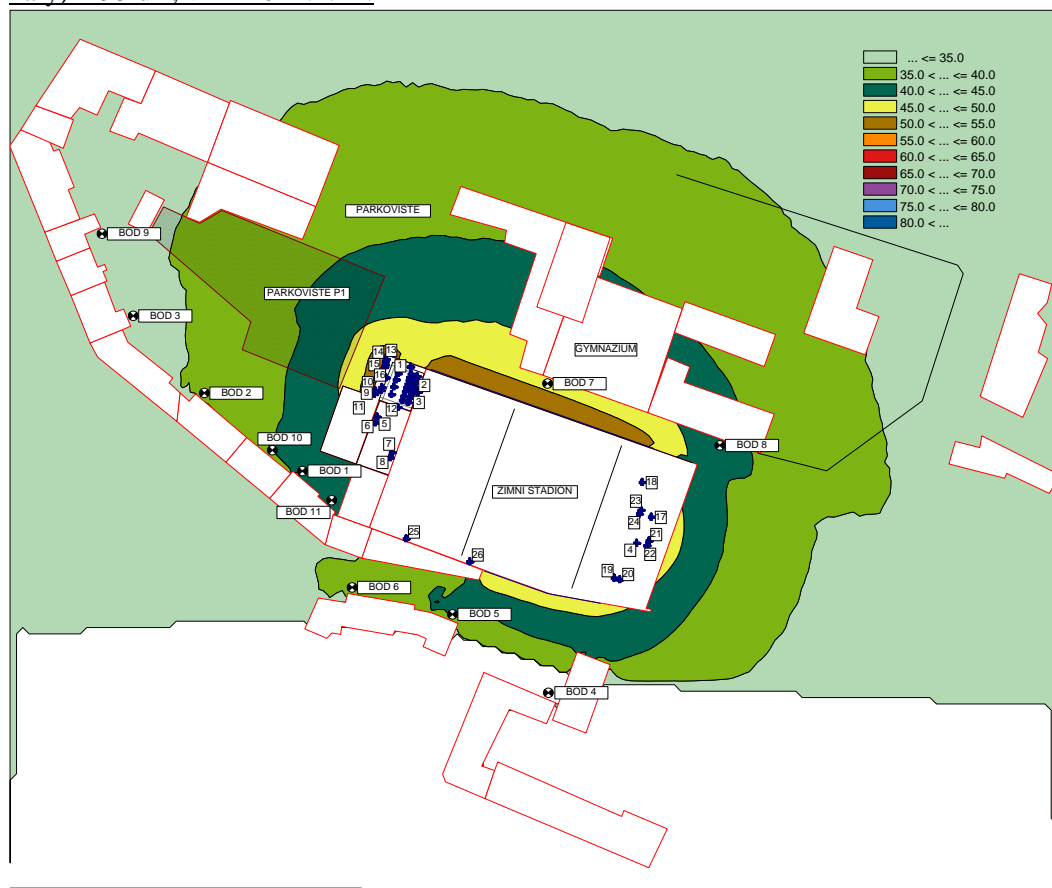 ... <= 35.0
35.0 < ... <= 40.0
40.0 < ... <= 45.0
45.0 < ... <= 50.0
50.0 < ... <= 55.0
55.0 < ... <= 60.0
60.0 < ... <= 65.0
65.0 < ... <= 70.0
70.0 < ... <= 75.0
75.0 < ... <= 80.0
80.0 < ...
PARKOVISTE
BOD 9
PARKOVISTE P1
BOD 3
GYMNAZIUM
14
13
15
1
16
10
2
BOD 7
9
BOD 2
3
11
12
6
5
BOD 10
7
BOD 8
8
BOD 1
18
ZIMNI STADION
BOD 11
23
17
24
25
21
4
22
26
19
20
BOD 6
BOD 5
BOD 4